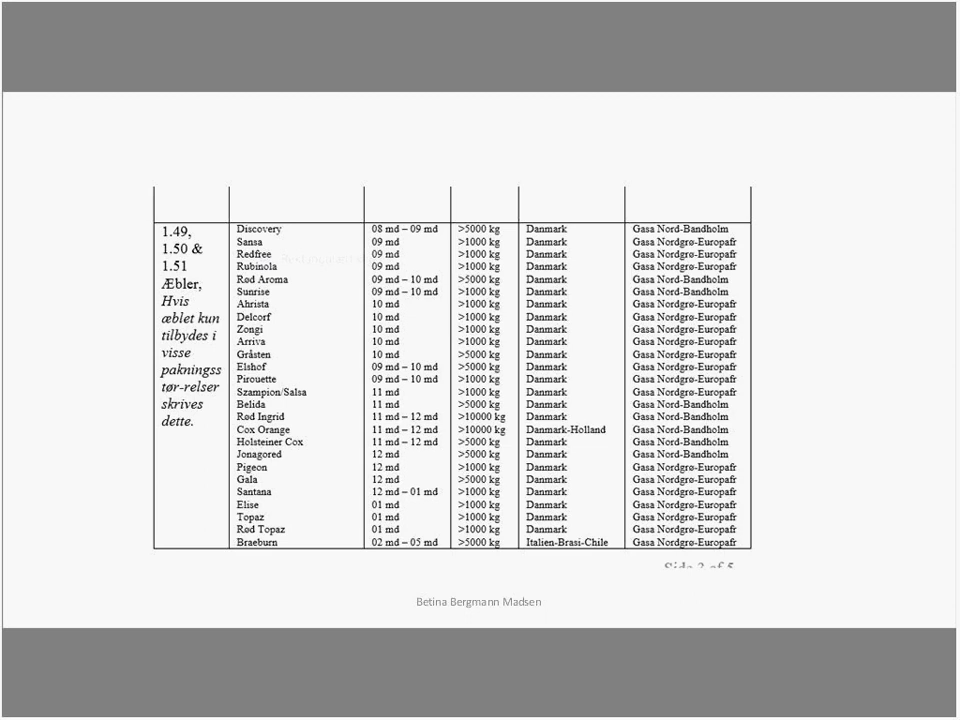 1.49,
1.50 &
1.51
Æbler,
Hvis
æblet kun
tilbydes i
visse
pakningss
tør-relser
skrives
dette.
Discovery 08 md – 09 md >5000 kg Danmark Gasa Nord-Bandholm
Sansa 09 md >1000 kg Danmark Gasa Nordgrø-Europafr
Redfree 09 md >1000 kg Danmark Gasa Nordgrø-Europafr
Rubinola 09 md >1000 kg Danmark Gasa Nordgrø-Europafr
Rød Aroma 09 md – 10 md >5000 kg Danmark Gasa Nord-Bandholm
Sunrise 09 md – 10 md >1000 kg Danmark Gasa Nord-Bandholm
Ahrista 10 md >1000 kg Danmark Gasa Nordgrø-Europafr
Delcorf 10 md >1000 kg Danmark Gasa Nordgrø-Europafr
Zongi 10 md >1000 kg Danmark Gasa Nordgrø-Europafr
Arriva 10 md >1000 kg Danmark Gasa Nordgrø-Europafr
Gråsten 10 md >5000 kg Danmark Gasa Nordgrø-Europafr
Elshof 09 md – 10 md >5000 kg Danmark Gasa Nordgrø-Europafr
Pirouette 09 md – 10 md >1000 kg Danmark Gasa Nordgrø-Europafr
Szampion/Salsa 11 md >1000 kg Danmark Gasa Nordgrø-Europafr
Belida 11 md >5000 kg Danmark Gasa Nord-Bandholm
Rød Ingrid 11 md – 12 md >10000 kg Danmark Gasa Nord-Bandholm
Cox Orange 11 md – 12 md >10000 kg Danmark-Holland Gasa Nord-Bandholm
Holsteiner Cox 11 md – 12 md >5000 kg Danmark Gasa Nord-Bandholm
Jonagored 12 md >5000 kg Danmark Gasa Nord-Bandholm
Pigeon 12 md >1000 kg Danmark Gasa Nordgrø-Europafr
Gala 12 md >5000 kg Danmark Gasa Nordgrø-Europafr
Santana 12 md – 01 md >1000 kg Danmark Gasa Nordgrø-Europafr
Elise 01 md >1000 kg Danmark Gasa Nordgrø-Europafr
Topaz 01 md >1000 kg Danmark Gasa Nordgrø-Europafr
Rød Topaz 01 md >1000 kg Danmark Gasa Nordgrø-Europafr
Braeburn 02 md – 05 md >5000 kg Italien-Brasi-Chile Gasa Nordgrø-Europafr
Betina Bergmann Madsen